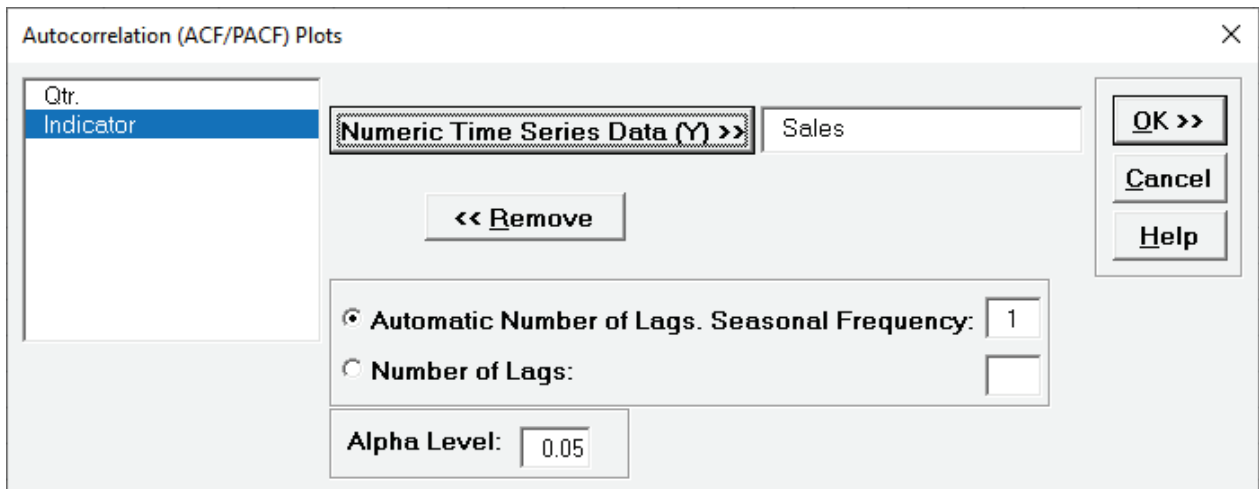 Autocorrelation (ACF/PACF) Plots
Qtr.
Indicator
Numeric Time Series Data (Y) >>
Sales
<< Remove
OK >>
Cancel
Help
Automatic Number of Lags. Seasonal Frequency: 1
Number of Lags:
Alpha Level: 0.05